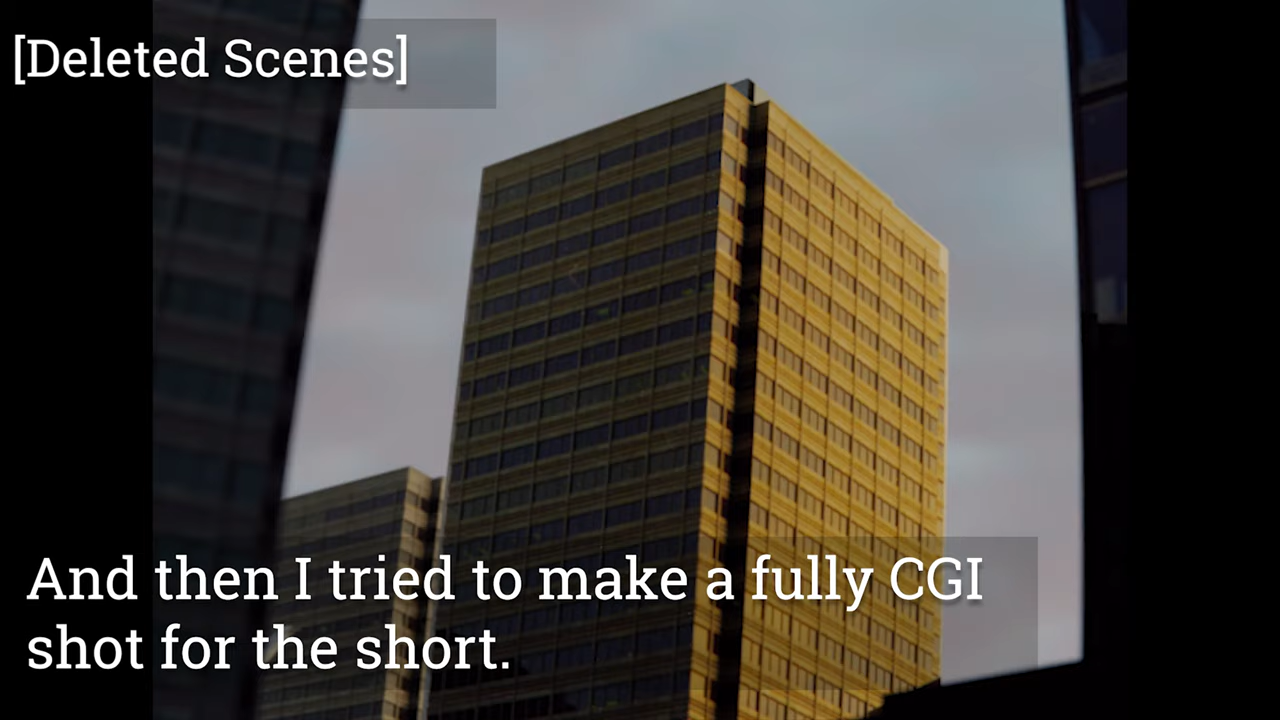 [Deleted Scenes]
And then I tried to make a fully CGI
shot for the short.